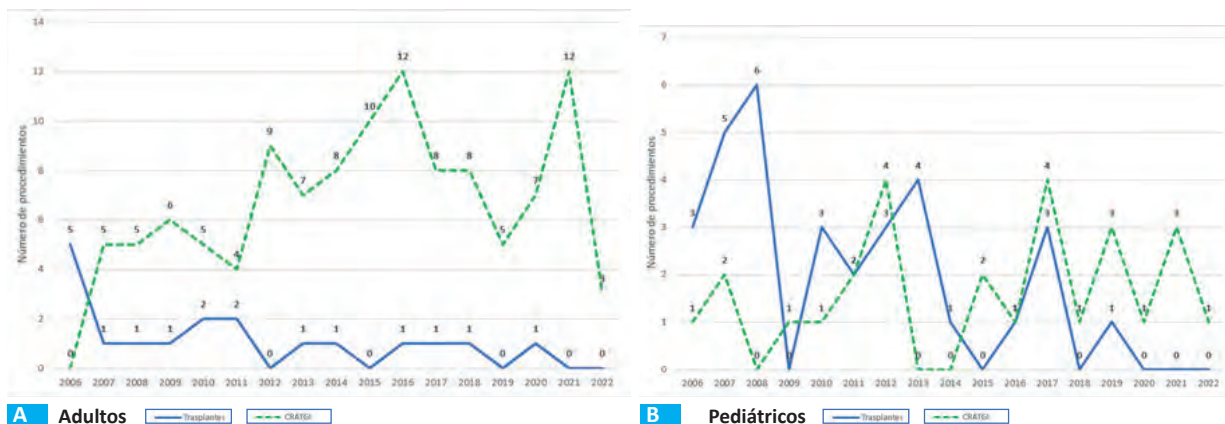 Número de procedimientos
14
12
10
8
6
4
2
0
5 1 1 1 2 2 0 1 1 0 1 1 1 0 1 0 0
0 5 5 6 5 4 9 7 8 10 12 8 8 5 7 12 3
2006 2007 2008 2009 2010 2011 2012 2013 2014 2015 2016 2017 2018 2019 2020 2021 2022
A Adultos Trasplantes CRATGI
Número de procedimientos
7
6
5
4
3
2
1
0
3 5 6 0 3 2 3 4 1 0 1 3 0 1 0 0 0
1 2 0 1 1 2 4 0 0 2 1 4 1 3 1 3 1
2006 2007 2008 2009 2010 2011 2012 2013 2014 2015 2016 2017 2018 2019 2020 2021 2022
B Pediátricos Trasplantes CRATGI